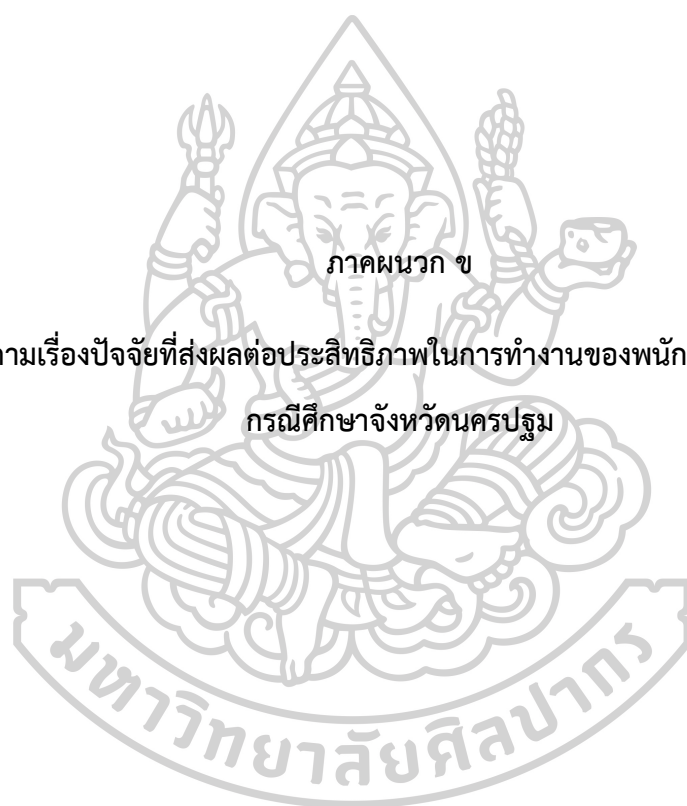 ภาคผนวก ข
ามเรื่องปัจจัยที่ส่งผลต่อประสิทธิภาพในการทำงานของพนัก
กรณีศึกษาจังหวัดนครปฐม
มหาวิทยาลัยศิลปากร